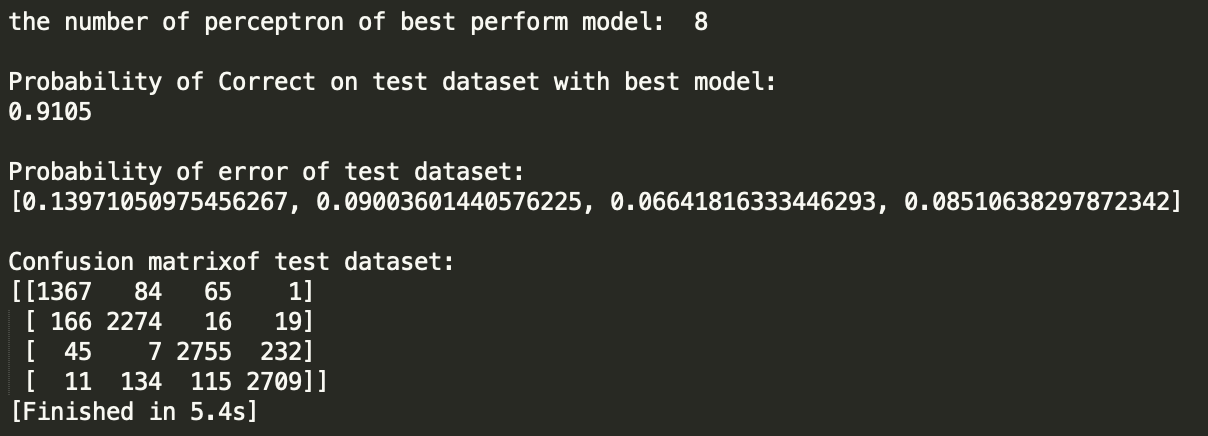 the number of perceptron of best perform model:  8
Probability of Correct on test dataset with best model:
0.9105
Probability of error of test dataset:
[0.13971050975456267, 0.09003601440576225, 0.06641816333446293, 0.08510638297872342]
Confusion matrixof test dataset:
[[1367   84   65    1]
 [ 166 2274   16   19]
 [  45    7 2755  232]
 [  11  134  115 2709]]
[Finished in 5.4s]